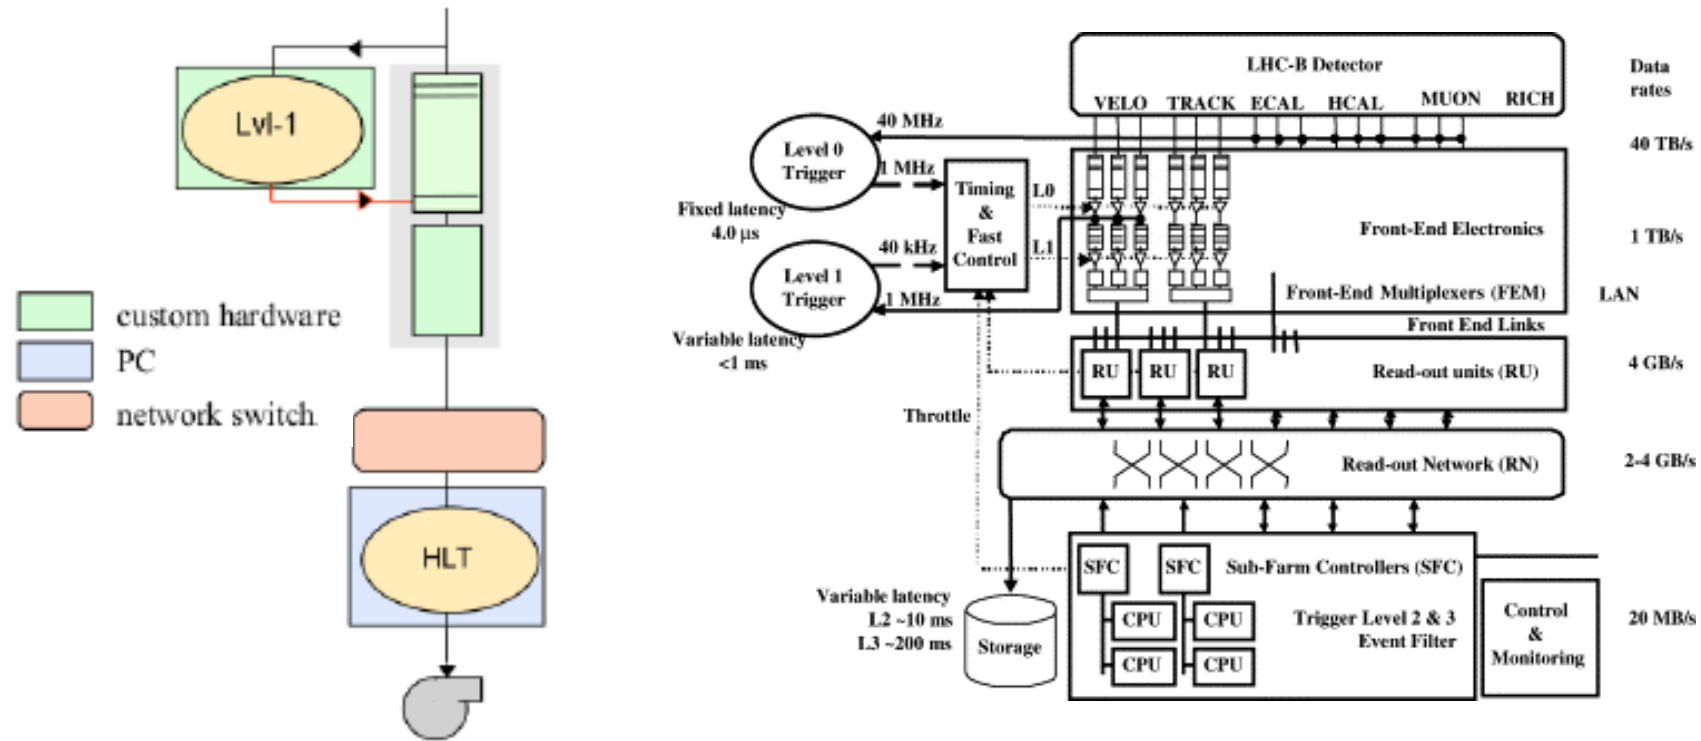 Lvl-1
custom hardware
PC
network switch
HLT
LHC-B Detector
VELO TRACK ECAL HCAL MUON RICH
Data
rates
40 MHz
40 TB/s
Level 0
Trigger
1 MHz
Timing
&
Fast
Control
L0
L1
Fixed latency
4.0 μs
Front-End Electronics
1 TB/s
40 kHz
Level 1
Trigger
1 MHz
Front-End Multiplexers (FEM)
LAN
Front End Links
Variable latency
<1 ms
RU
RU
RU
Read-out units (RU)
4 GB/s
Throttle
Read-out Network (RN)
2-4 GB/s
SFC
SFC
Sub-Farm Controllers (SFC)
Variable latency
L2 ~10 ms
L3 ~200 ms
Storage
CPU
CPU
CPU
CPU
Trigger Level 2 & 3
Event Filter
Control
&
Monitoring
20 MB/s